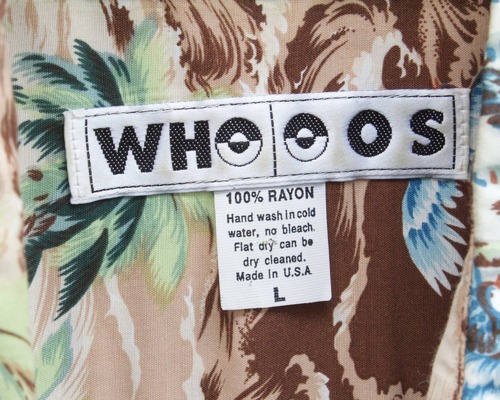 WHOOOS
100% RAYON
Hand wash in cold
water, no bleach.
Flat dry can be
dry cleaned.
Made in U.S.A.
L